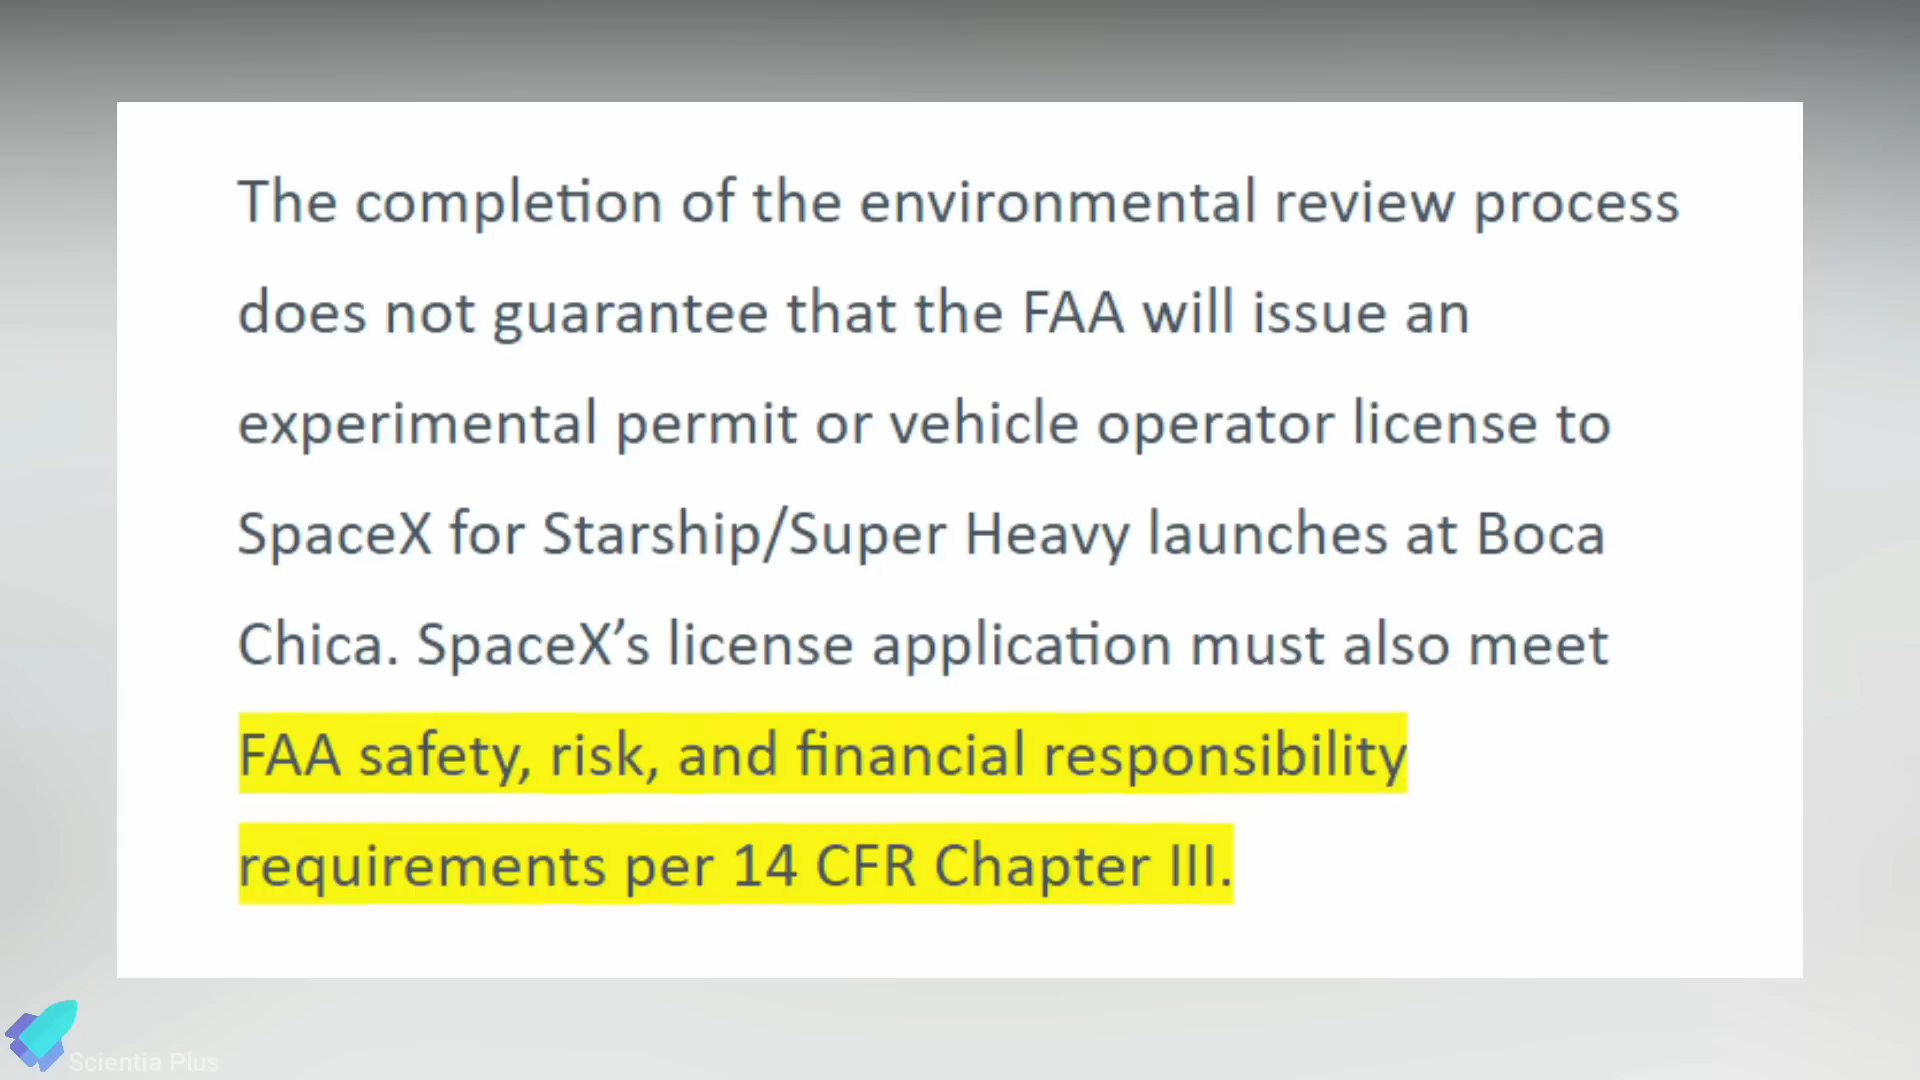 The completion of the environmental review process
does not guarantee that the FAA will issue an
experimental permit or vehicle operator license to
SpaceX for Starship/Super Heavy launches at Boca
Chica. SpaceX’s license application must also meet
FAA safety, risk, and financial responsibility
requirements per 14 CFR Chapter III.
Scientia Plus